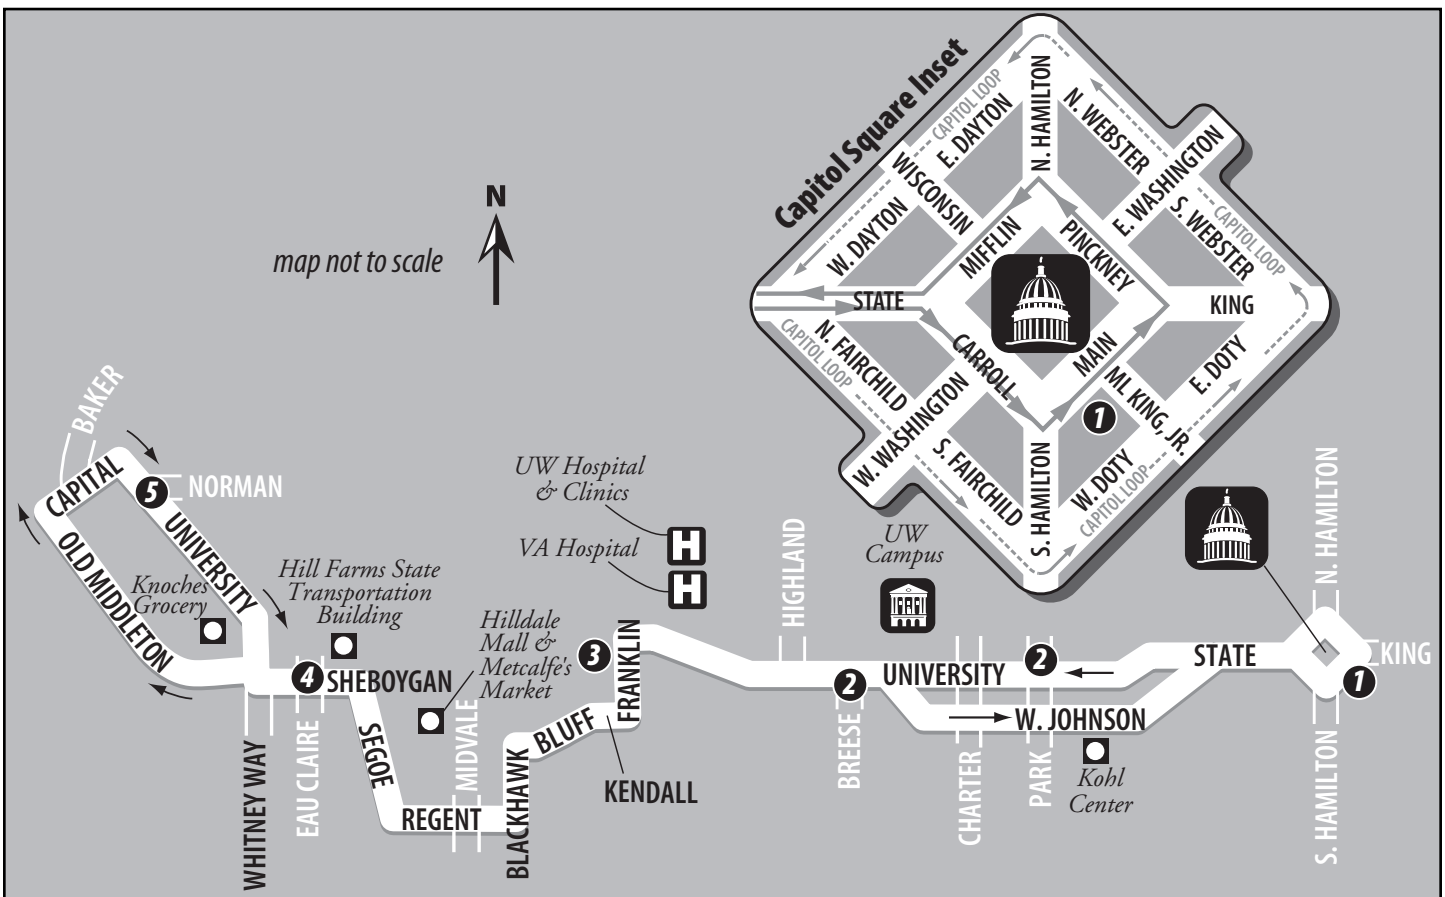 Capitol Square Inset
CAPITOL LOOP
E. DAYTON
N. HAMILTON
N. WEBSTER
E. WASHINGTON
WISCONSIN
W. DAYTON
MIFFLIN
PINCKNEY
S. WEBSTER
CAPITOL LOOP
STATE
KING
N. FAIRCHILD
CAPITOL LOOP
CARROLL
MAIN
ML KING, JR.
E. DOTY
1
W. WASHINGTON
S. FAIRCHILD
S. HAMILTON
W. DOTY
CAPITOL LOOP
N
map not to scale
BAKER
CAPITAL
5
NORMAN
UNIVERSITY
OLD MIDDLETON
Knoches
Grocery
Hill Farms State
Transportation
Building
UW Hospital
& Clinics
H
VA Hospital
H
Hilldale
Mall &
Metcalfe's
Market
4
SHEBOYGAN
WHITNEY WAY
EAU CLAIRE
SEGOE
REGENT
MIDVALE
BLACKHAWK
BLUFF
KENDALL
3
FRANKLIN
HIGHLAND
UW
Campus
2
BREESE
UNIVERSITY
2
CHARTER
W. JOHNSON
PARK
Kohl
Center
STATE
N. HAMILTON
KING
1
S. HAMILTON